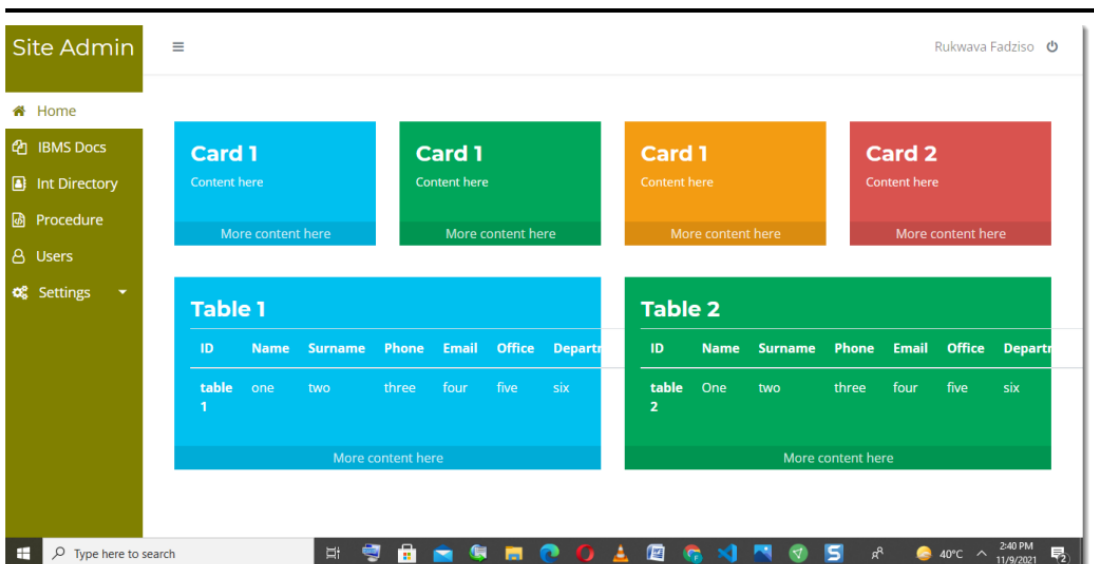 Site Admin
Rukwava Fadziso
Home
IBMS Docs
Int Directory
Procedure
Users
Settings
Card 1
Content here
More content here
Card 1
Content here
More content here
Card 1
Content here
More content here
Card 2
Content here
More content here
Table 1
ID Name Surname Phone Email Office Departr
table one two three four five six
1
More content here
Table 2
ID Name Surname Phone Email Office Departr
table One two three four five six
2
More content here
Type here to search
40°C
2:40 PM
11/9/2021
2